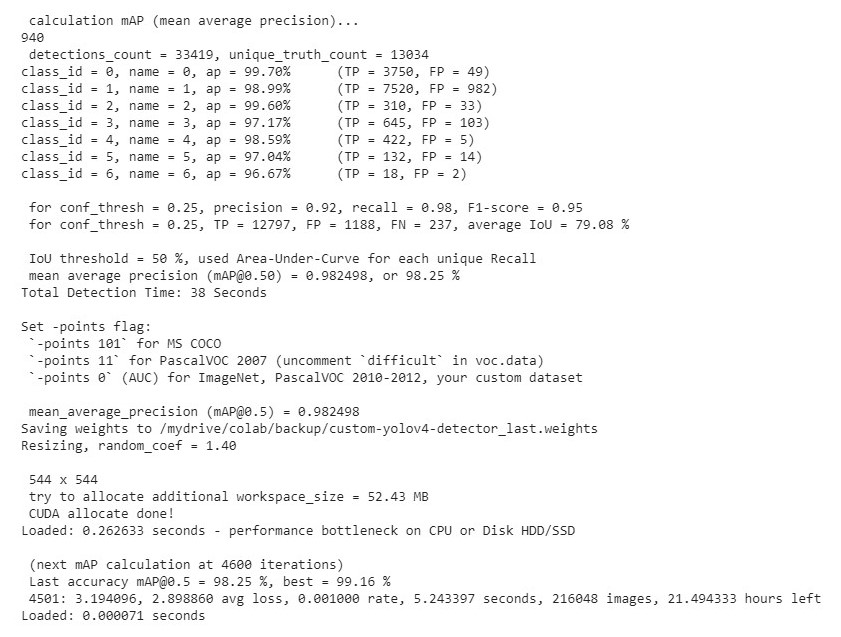 calculation mAP (mean average precision)...
940
detections_count = 33419, unique_truth_count = 13034
class_id = 0, name = 0, ap = 99.70% (TP = 3750, FP = 49)
class_id = 1, name = 1, ap = 98.99% (TP = 7520, FP = 982)
class_id = 2, name = 2, ap = 99.60% (TP = 310, FP = 33)
class_id = 3, name = 3, ap = 97.17% (TP = 645, FP = 103)
class_id = 4, name = 4, ap = 98.59% (TP = 422, FP = 5)
class_id = 5, name = 5, ap = 97.04% (TP = 132, FP = 14)
class_id = 6, name = 6, ap = 96.67% (TP = 18, FP = 2)
for conf_thresh = 0.25, precision = 0.92, recall = 0.98, F1-score = 0.95
for conf_thresh = 0.25, TP = 12797, FP = 1188, FN = 237, average IoU = 79.08 %
IoU threshold = 50 %, used Area-Under-Curve for each unique Recall
mean average precision (mAP@0.50) = 0.982498, or 98.25 %
Total Detection Time: 38 Seconds
Set -points flag:
`-points 101` for MS COCO
`-points 11` for PascalVOC 2007 (uncomment `difficult` in voc.data)
`-points 0` (AUC) for ImageNet, PascalVOC 2010-2012, your custom dataset
mean_average_precision (mAP@0.5) = 0.982498
Saving weights to /mydrive/colab/backup/custom-yolov4-detector_last.weights
Resizing, random_coef = 1.40
544 x 544
try to allocate additional workspace_size = 52.43 MB
CUDA allocate done!
Loaded: 0.262633 seconds - performance bottleneck on CPU or Disk HDD/SSD
(next mAP calculation at 4600 iterations)
Last accuracy mAP@0.5 = 98.25 %, best = 99.16 %
4501: 3.194096, 2.898860 avg loss, 0.001000 rate, 5.243397 seconds, 216048 images, 21.494333 hours left
Loaded: 0.000071 seconds